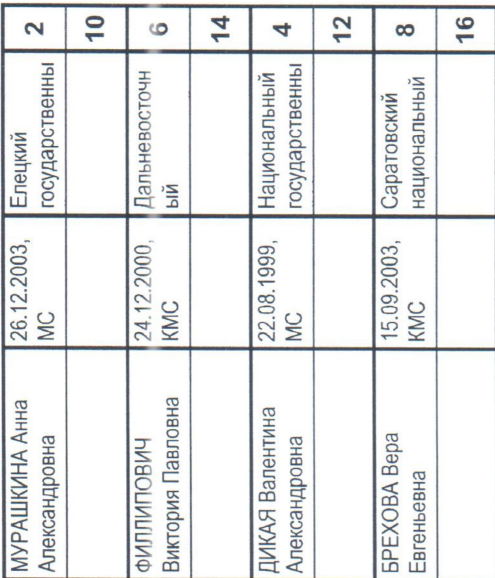 МУРАШКИНА Анна
Александровна
26.12.2003,
МС
Елецкий
государственны
2
10
ФИЛЛИПОВИЧ
Виктория Павловна
24.12.2000,
КМС
Дальневосточн
ый
6
14
ДИКАЯ Валентина
Александровна
22.08.1999,
МС
Национальный
государственны
4
12
БРЕХОВА Вера
Евгеньевна
15.09.2003,
КМС
Саратовский
национальный
8
16